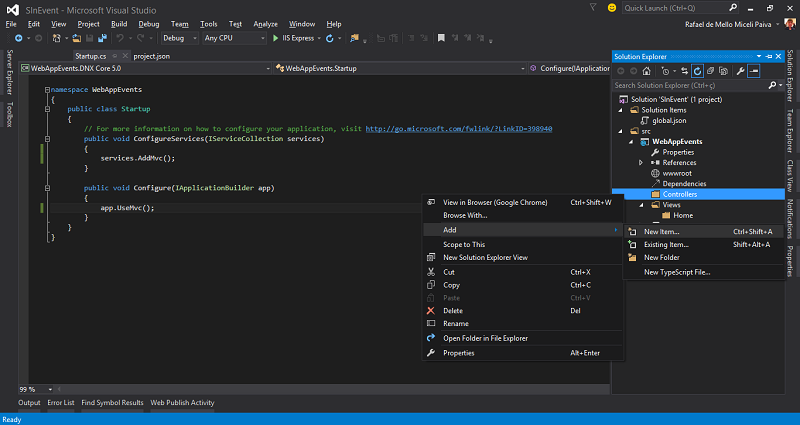 SInEvent - Microsoft Visual Studio
Quick Launch (Ctrl+Ç)
File Edit View Project Build Debug Team Tools Test Analyze Window Help
Rafael de Mello Miceli Paiva
Debug Any CPU IIS Express
Server Explorer
Toolbox
Startup.cs project.json
WebAppEvents.DNX Core 5.0 WebAppEvents.Startup Configure(IApplication
namespace WebAppEvents
{
public class Startup
{
// For more information on how to configure your application, visit http://go.microsoft.com/fwlink/?LinkID=398940
public void ConfigureServices(IServiceCollection services)
{
services.AddMvc();
}
public void Configure(IApplicationBuilder app)
{
app.UseMvc();
}
}
}
View in Browser (Google Chrome) Ctrl+Shift+W
Browse With...
Add
Scope to This
New Solution Explorer View
Cut Ctrl+X
Copy Ctrl+C
Paste Ctrl+V
Delete Del
Rename
Open Folder in File Explorer
Properties Alt+Enter
New Item... Ctrl+Shift+A
Existing Item... Shift+Alt+A
New Folder
New TypeScript File...
Solution Explorer
Search Solution Explorer (Ctrl+ç)
Solution 'SInEvent' (1 project)
Solution Items
global.json
src
WebAppEvents
Properties
References
wwwroot
Dependencies
Controllers
Views
Home
Solution Explorer
Team Explorer
Class View
Notifications
Properties
99 %
Output Error List Find Symbol Results Web Publish Activity
Ready